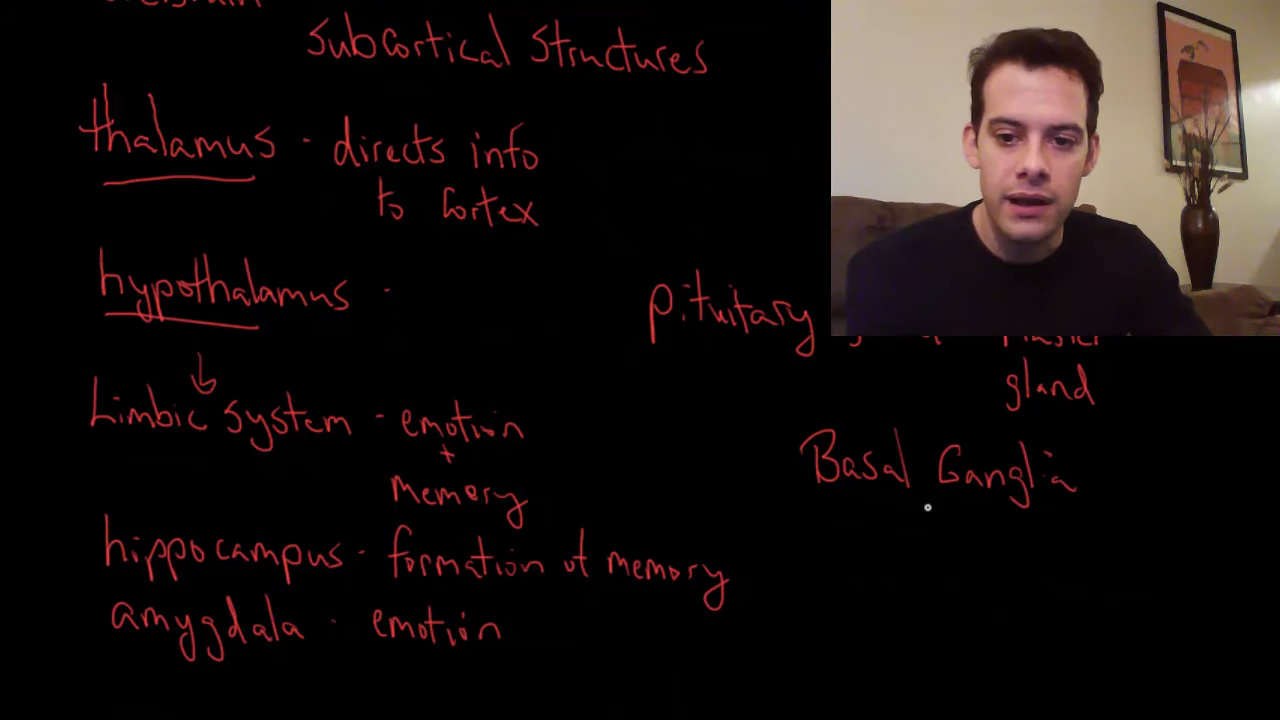 Subcortical Structures
thalamus - directs info
to cortex
hypothalamus -
pituitary
gland
Limbic system - emotion
+
memory
Basal Ganglia
hippocampus - formation of memory
amygdala - emotion